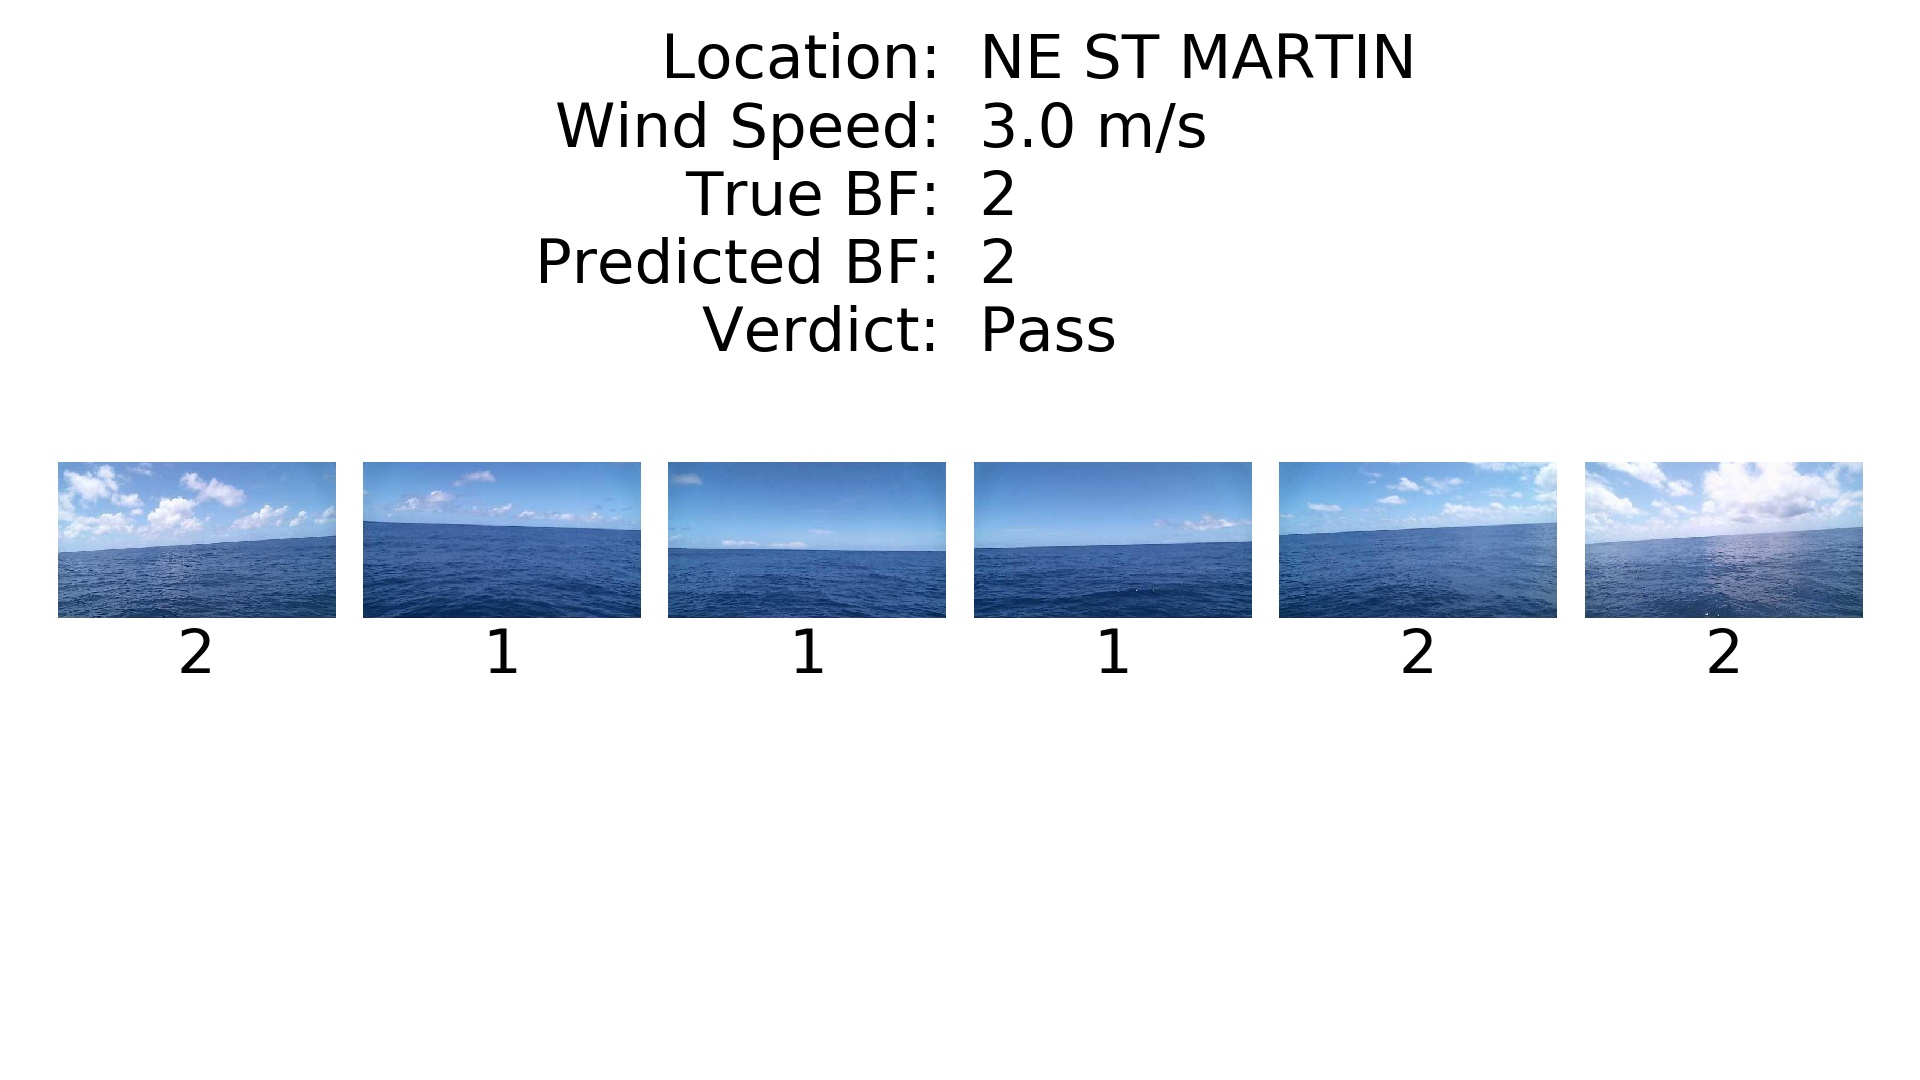 Location: NE ST MARTIN
Wind Speed: 3.0 m/s
True BF: 2
Predicted BF: 2
Verdict: Pass
2 1 1 1 2 2